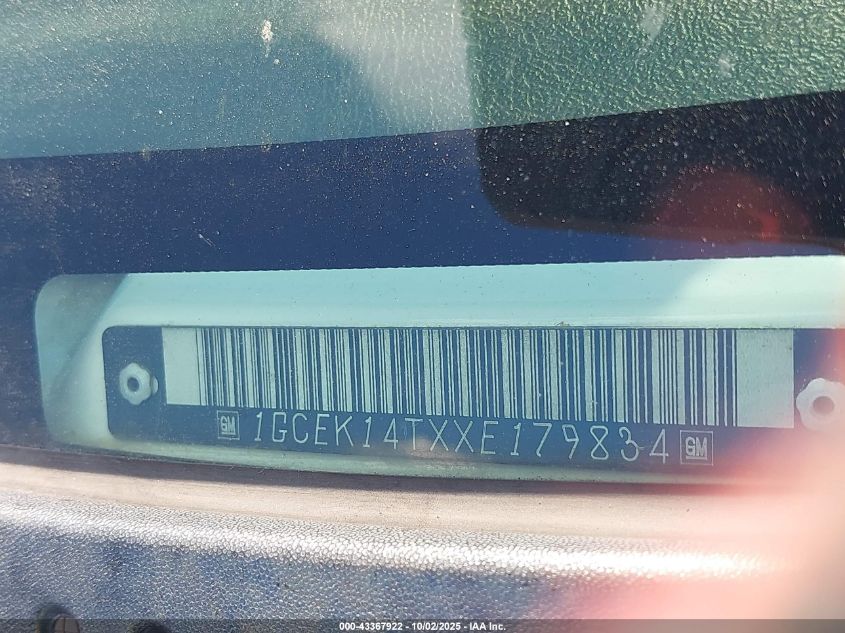 GM 1GCEK14TXXE179834 GM
000-43367922 - 10/02/2025 - IAA Inc.